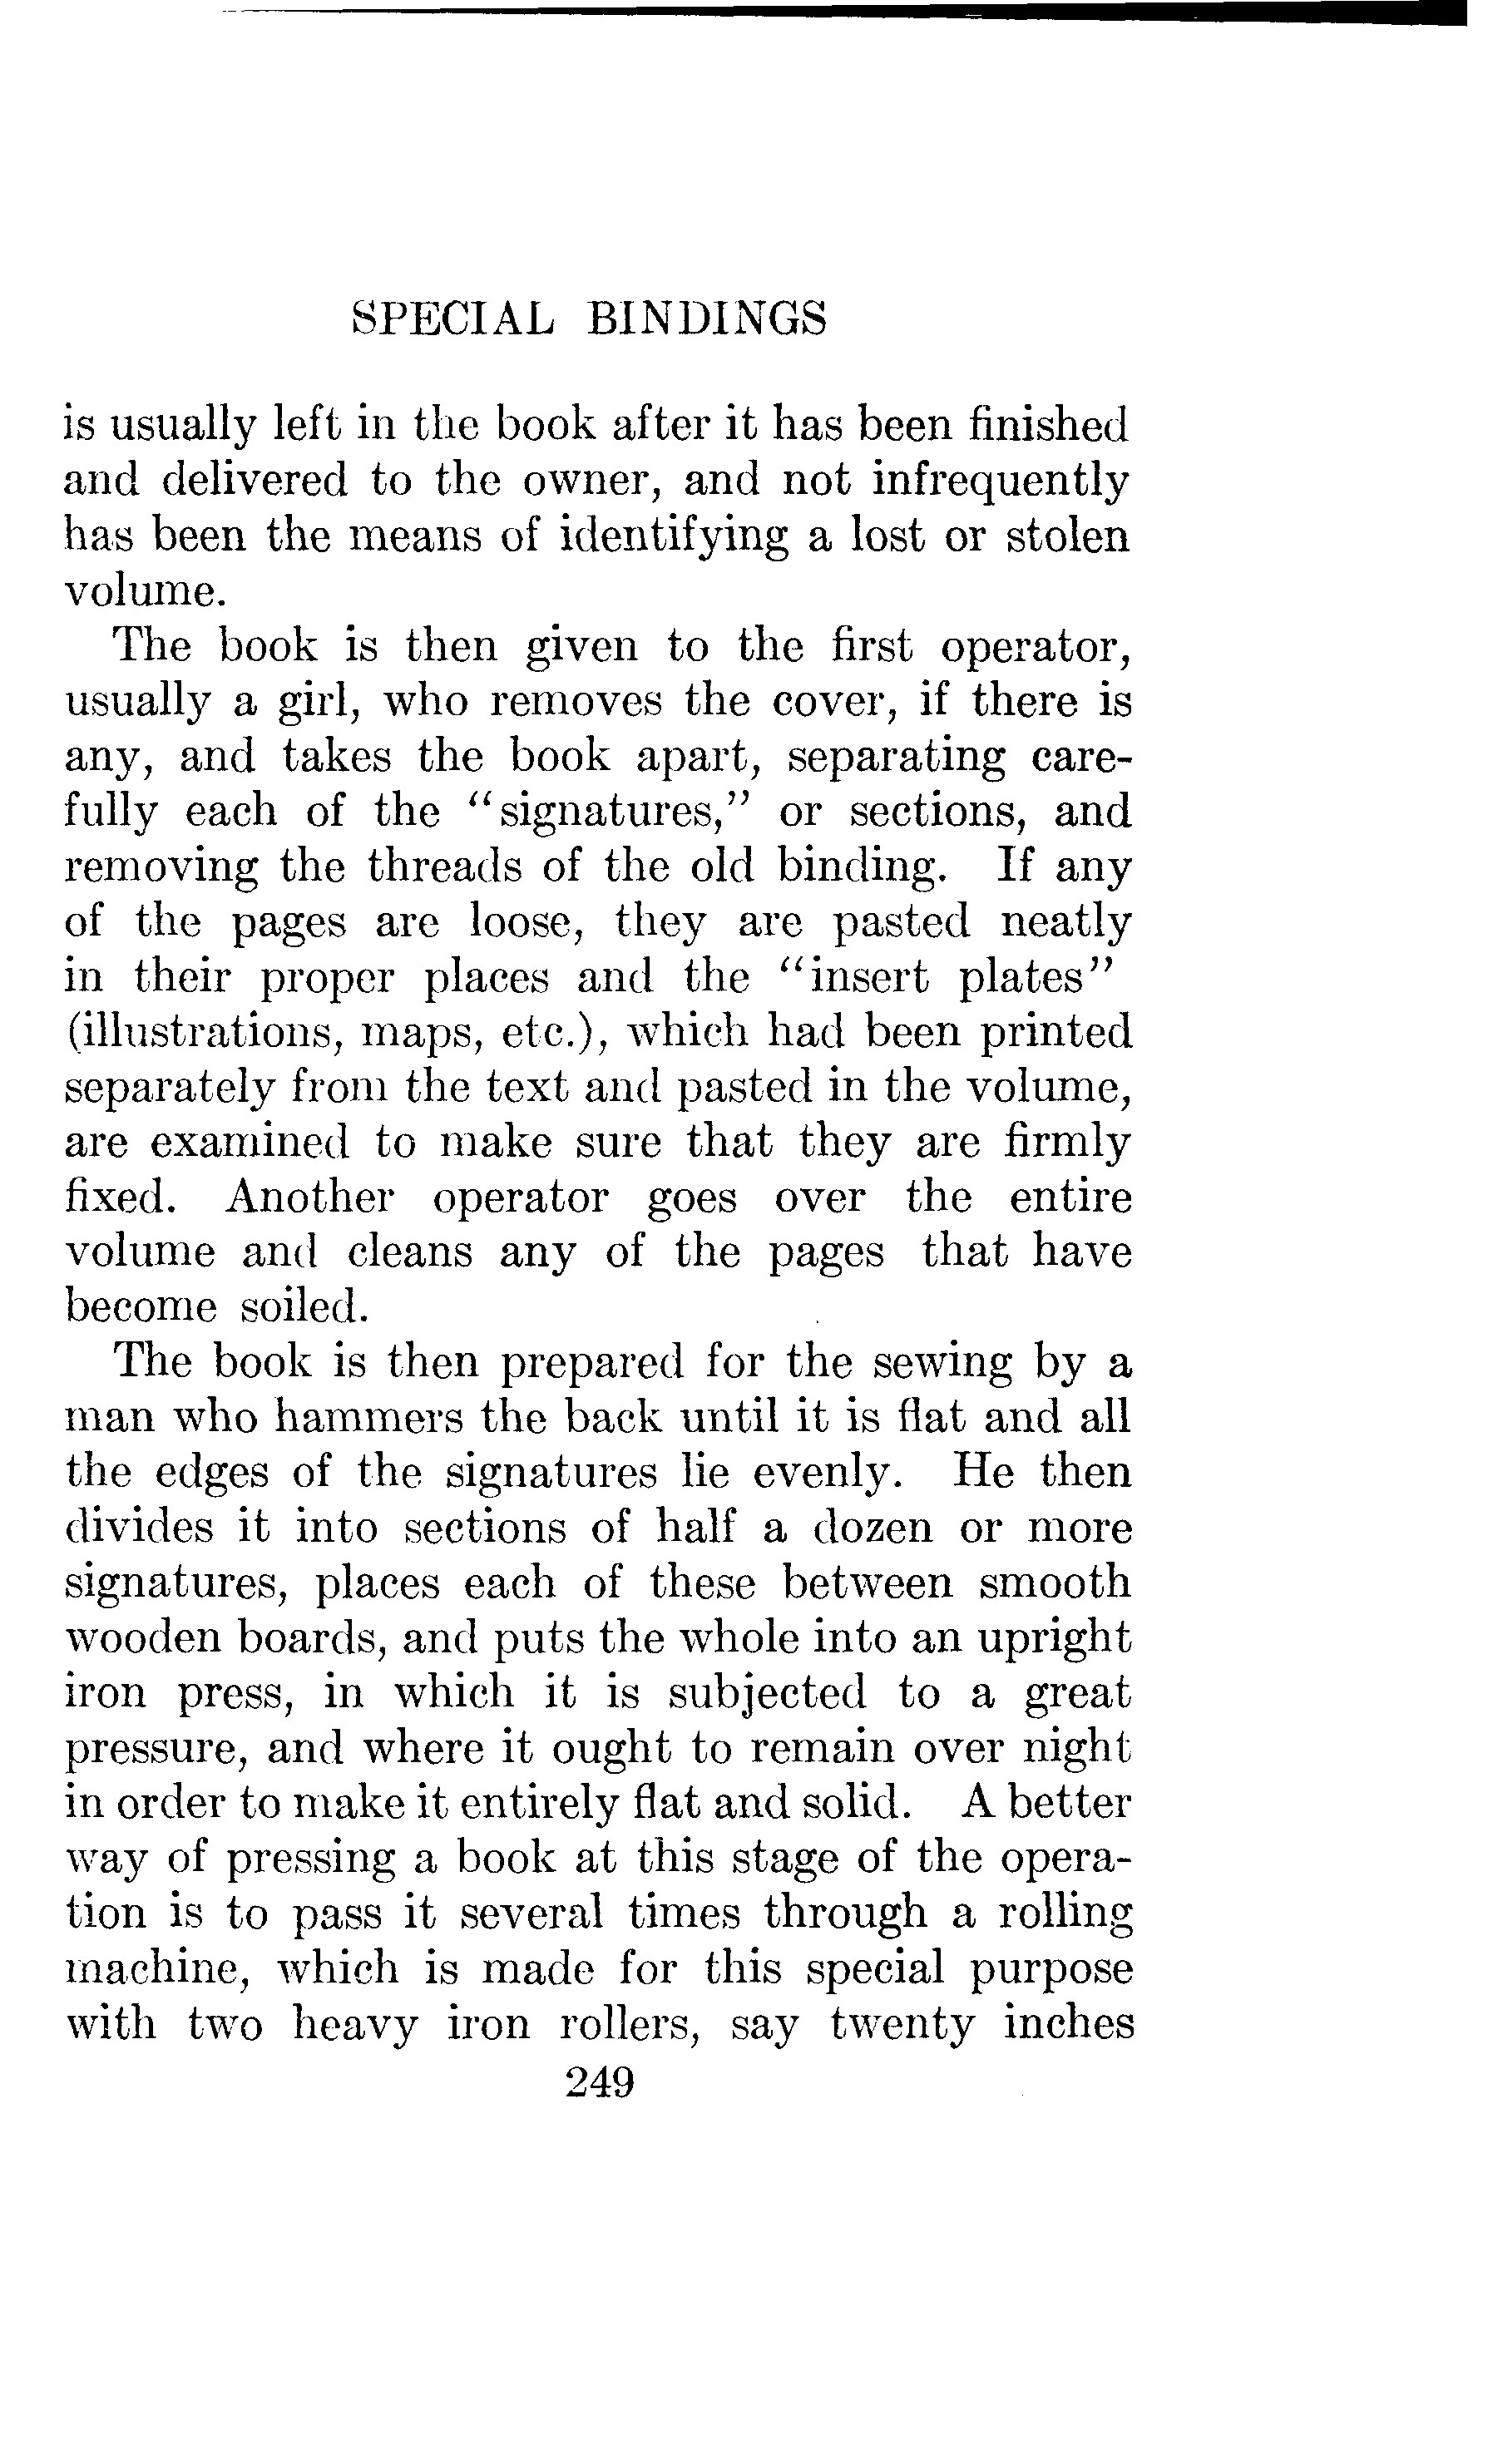 SPECIAL BINDINGS
is usually left in the book after it has been finished
and delivered to the owner, and not infrequently
has been the means of identifying a lost or stolen
volume.
The book is then given to the first operator,
usually a girl, who removes the cover, if there is
any, and takes the book apart, separating care-
fully each of the “signatures,” or sections, and
removing the threads of the old binding. If any
of the pages are loose, they are pasted neatly
in their proper places and the “insert plates”
(illustrations, maps, etc.), which had been printed
separately from the text and pasted in the volume,
are examined to make sure that they are firmly
fixed. Another operator goes over the entire
volume and cleans any of the pages that have
become soiled.
The book is then prepared for the sewing by a
man who hammers the back until it is flat and all
the edges of the signatures lie evenly. He then
divides it into sections of half a dozen or more
signatures, places each of these between smooth
wooden boards, and puts the whole into an upright
iron press, in which it is subjected to a great
pressure, and where it ought to remain over night
in order to make it entirely flat and solid. A better
way of pressing a book at this stage of the opera-
tion is to pass it several times through a rolling
machine, which is made for this special purpose
with two heavy iron rollers, say twenty inches
249